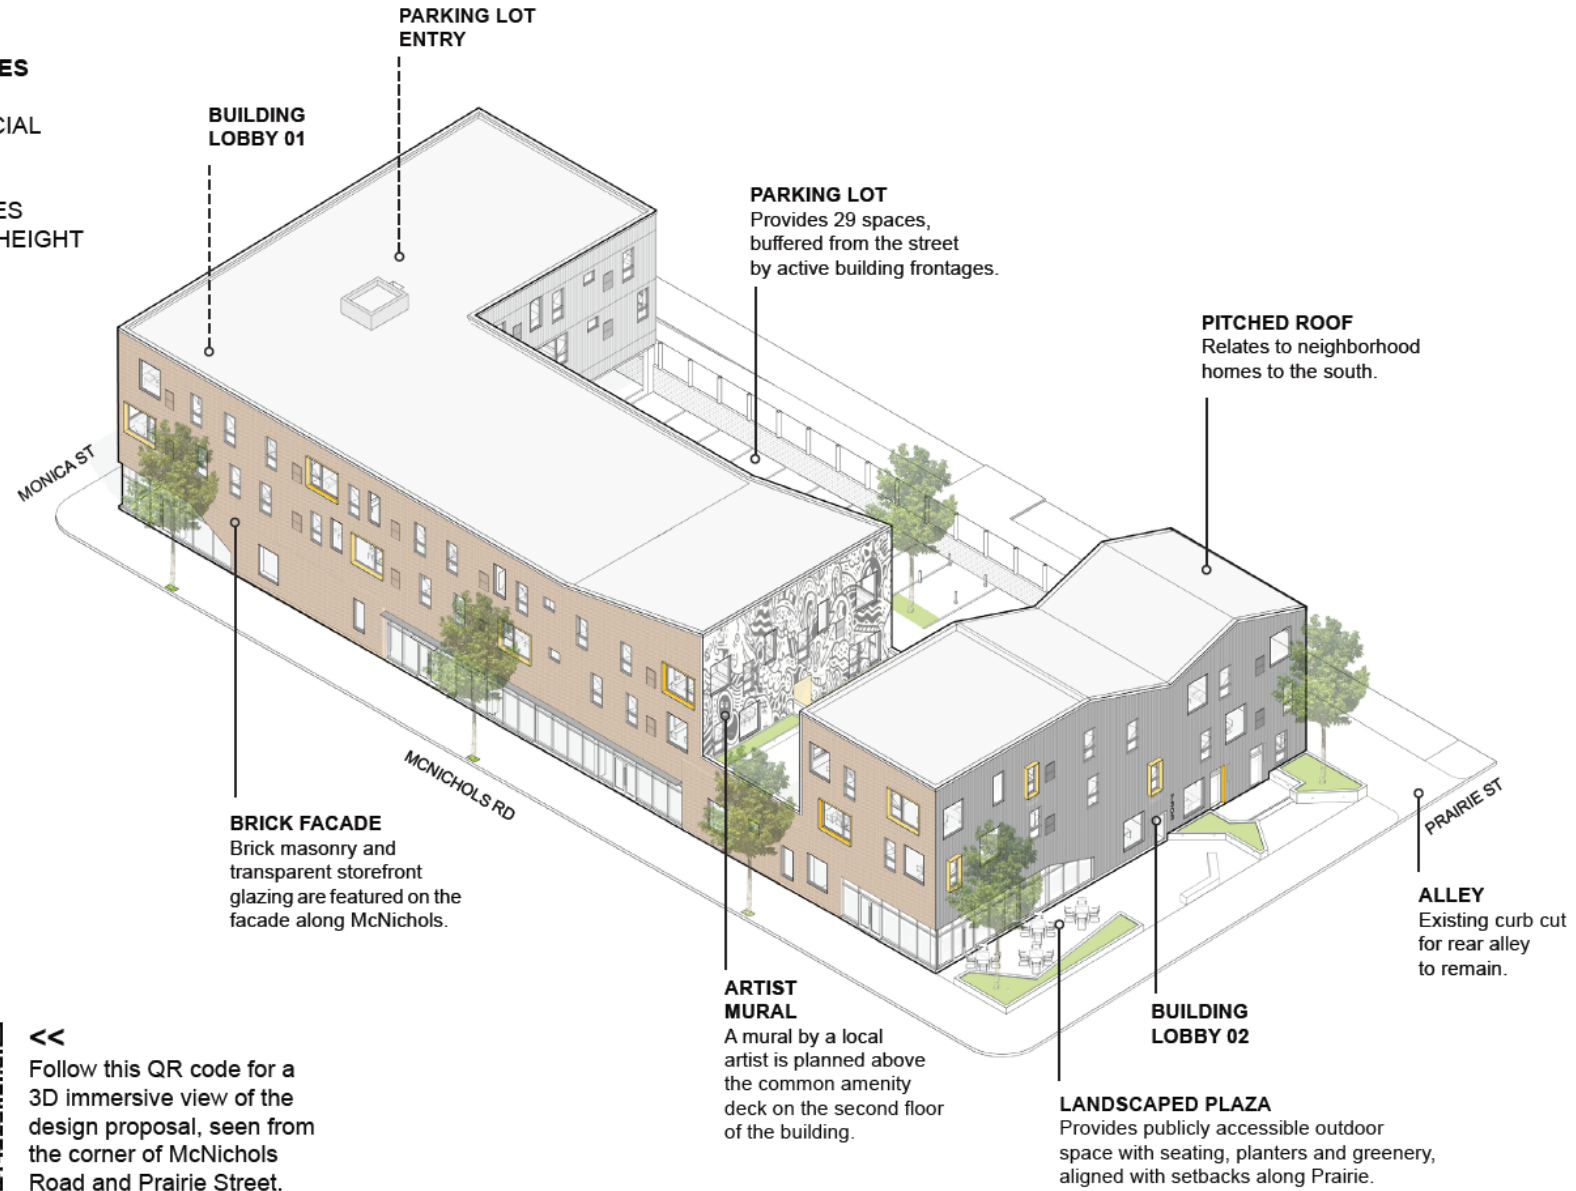 PARKING LOT
ENTRY
ES
CIAL
ES
HEIGHT
BUILDING
LOBBY 01
PARKING LOT
Provides 29 spaces,
buffered from the street
by active building frontages.
PITCHED ROOF
Relates to neighborhood
homes to the south.
MONICA ST
MCNICHOLS RD
PRAIRIE ST
BRICK FACADE
Brick masonry and
transparent storefront
glazing are featured on the
facade along McNichols.
ALLEY
Existing curb cut
for rear alley
to remain.
ARTIST
MURAL
A mural by a local
artist is planned above
the common amenity
deck on the second floor
of the building.
BUILDING
LOBBY 02
LANDSCAPED PLAZA
Provides publicly accessible outdoor
space with seating, planters and greenery,
aligned with setbacks along Prairie.
<<
Follow this QR code for a
3D immersive view of the
design proposal, seen from
the corner of McNichols
Road and Prairie Street.